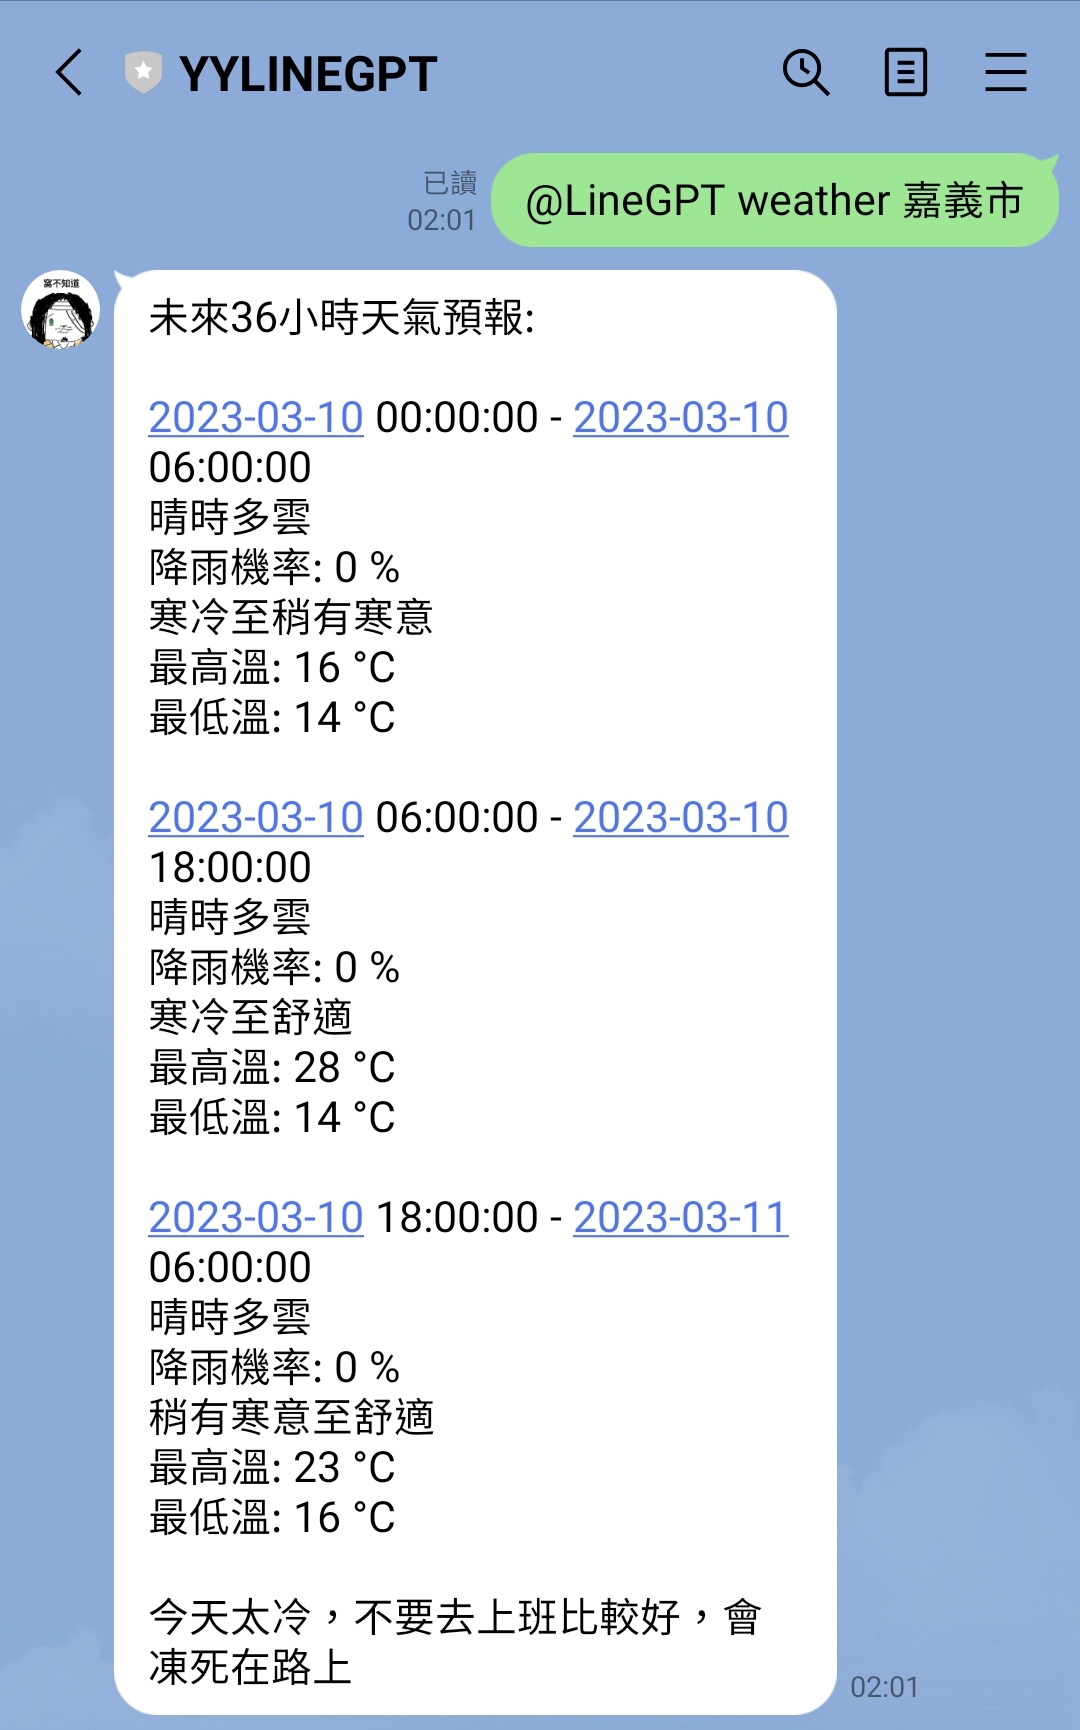 YYLINEGPT
已讀
02:01
@LineGPT weather 嘉義市
窩不知道
未來36小時天氣預報:
2023-03-10 00:00:00 - 2023-03-10
06:00:00
晴時多雲
降雨機率: 0 %
寒冷至稍有寒意
最高溫: 16 °C
最低溫: 14 °C
2023-03-10 06:00:00 - 2023-03-10
18:00:00
晴時多雲
降雨機率: 0 %
寒冷至舒適
最高溫: 28 °C
最低溫: 14 °C
2023-03-10 18:00:00 - 2023-03-11
06:00:00
晴時多雲
降雨機率: 0 %
稍有寒意至舒適
最高溫: 23 °C
最低溫: 16 °C
今天太冷，不要去上班比較好，會
凍死在路上
02:01